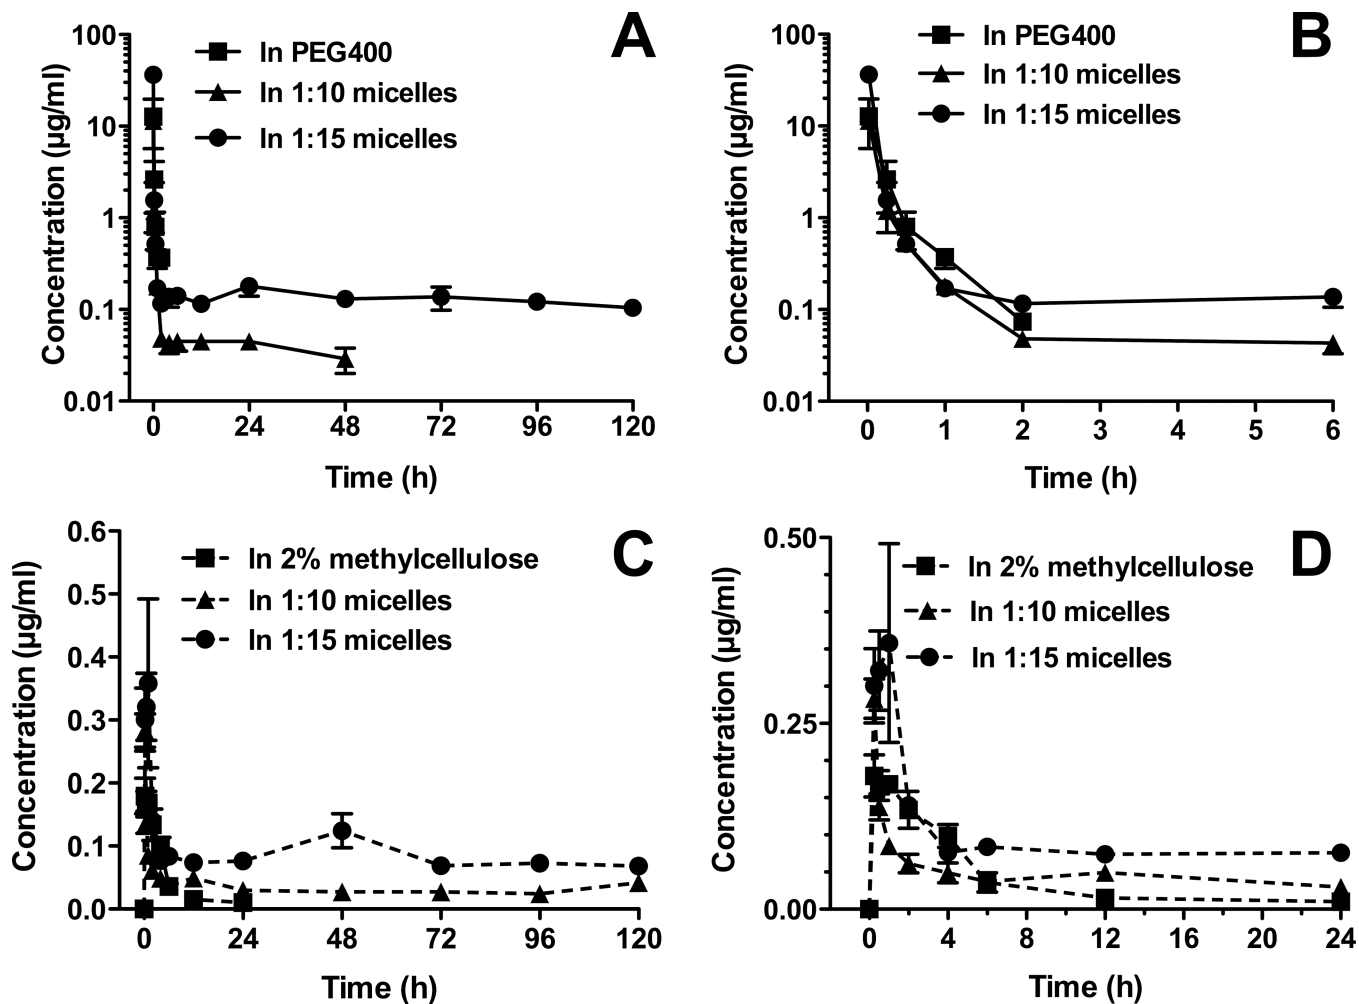 A
In PEG400
In 1:10 micelles
In 1:15 micelles
Concentration (µg/ml)
100
10
1
0.1
0.01
0 24 48 72 96 120
Time (h)
B
In PEG400
In 1:10 micelles
In 1:15 micelles
Concentration (µg/ml)
100
10
1
0.1
0.01
0 1 2 3 4 5 6
Time (h)
C
In 2% methylcellulose
In 1:10 micelles
In 1:15 micelles
Concentration (µg/ml)
0.6
0.5
0.4
0.3
0.2
0.1
0.0
0 24 48 72 96 120
Time (h)
D
In 2% methylcellulose
In 1:10 micelles
In 1:15 micelles
Concentration (µg/ml)
0.50
0.25
0.00
0 4 8 12 16 20 24
Time (h)